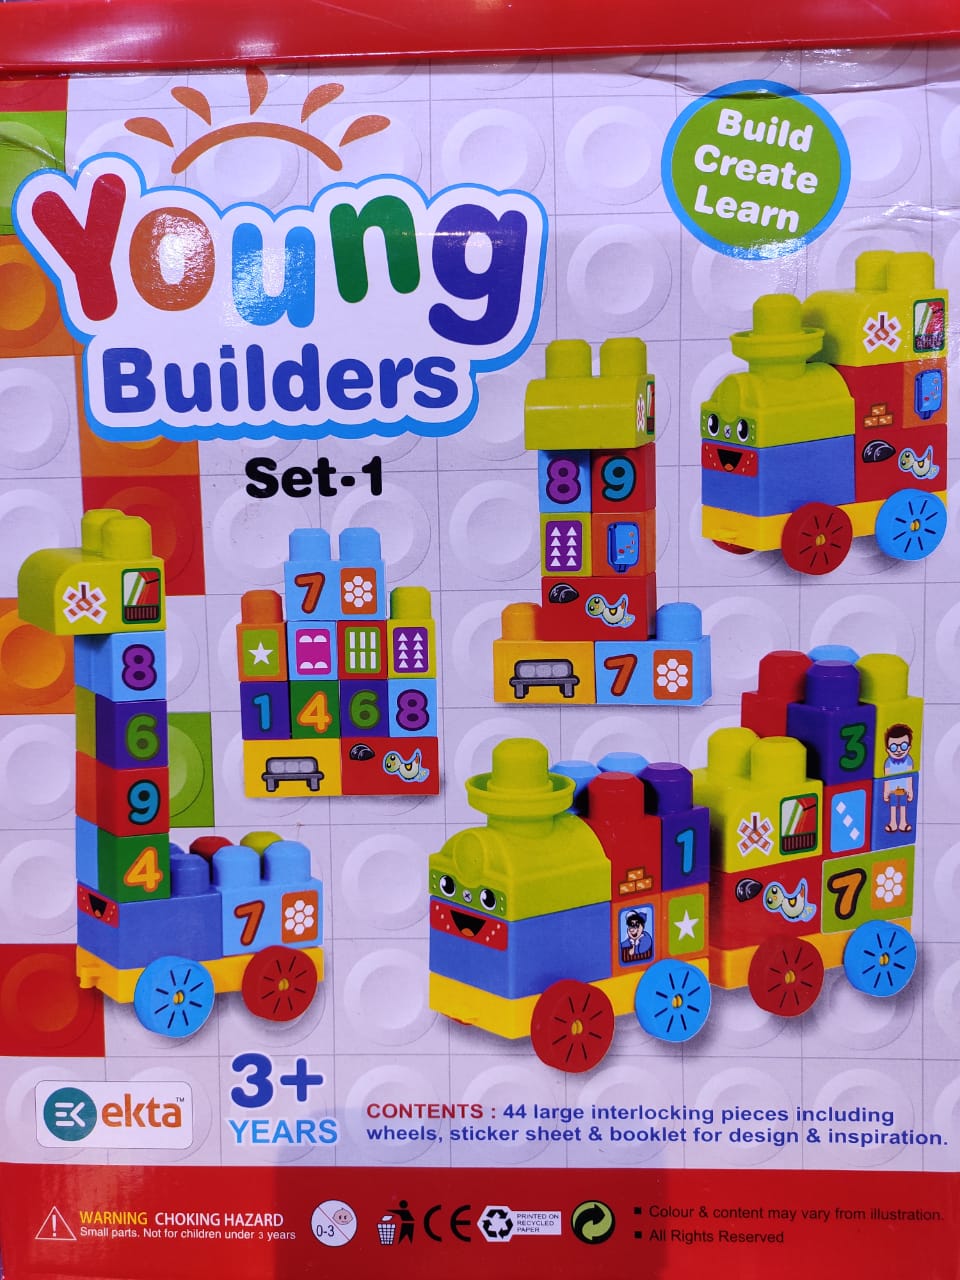 Young
Builders
Set-1
Build
Create
Learn
8 9
7
8
7
6
1 4 6 8
9
3
4
1
7
7
3+
YEARS
ekta™
CONTENTS : 44 large interlocking pieces including
wheels, sticker sheet & booklet for design & inspiration.
WARNING CHOKING HAZARD
Small parts. Not for children under 3 years
0-3
CE
PRINTED ON
RECYCLED
PAPER
Colour & content may vary from illustration.
All Rights Reserved